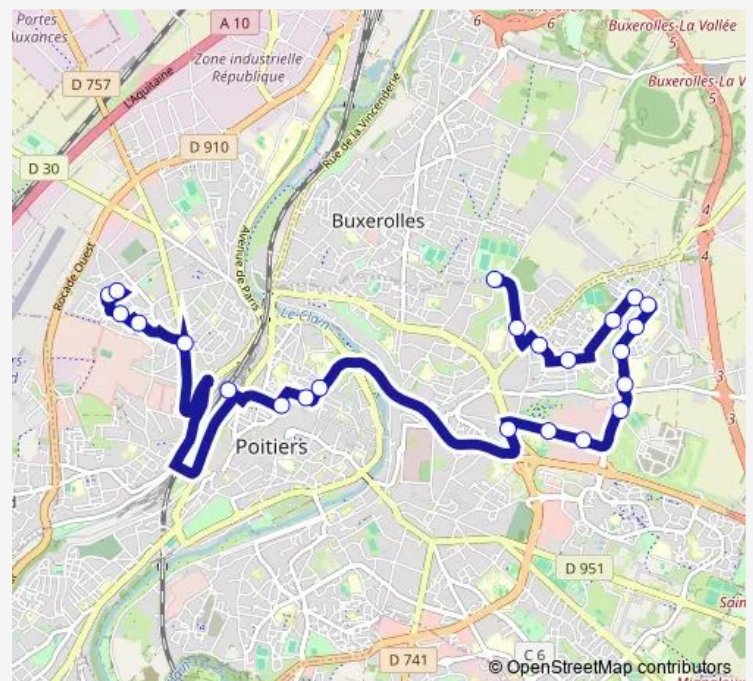 Portes
Auxances
A 10
Zone industrielle
République
L'Aquitaine
D 757
D 910
D 30
Rue de la Vincenderie
Buxerolles-La Vallée
6
6
5
Buxerolles-La V
5
Buxerolles
Avenue de Paris
Rocade Ouest
Le Clain
4
4
3
3
Poitiers
D 951
Sain
D 741
C 6
© OpenStreetMap contributors